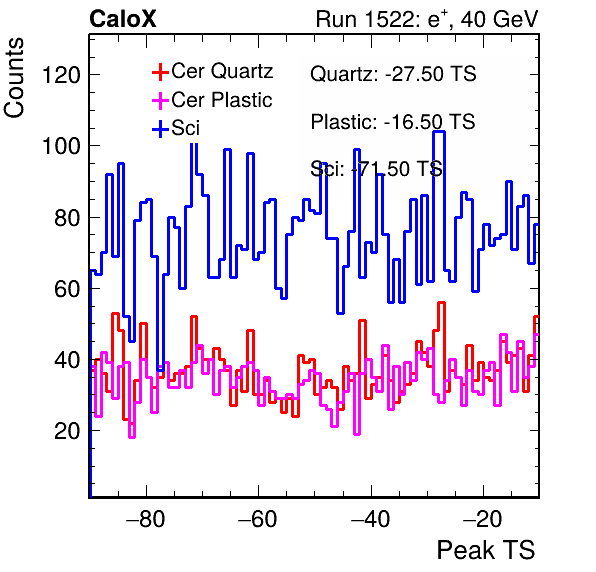 CaloX Run 1522: e⁺, 40 GeV
Counts
Cer Quartz
Cer Plastic
Sci
Quartz: -27.50 TS
Plastic: -16.50 TS
Sci: -71.50 TS
120
100
80
60
40
20
−80 −60 −40 −20
Peak TS